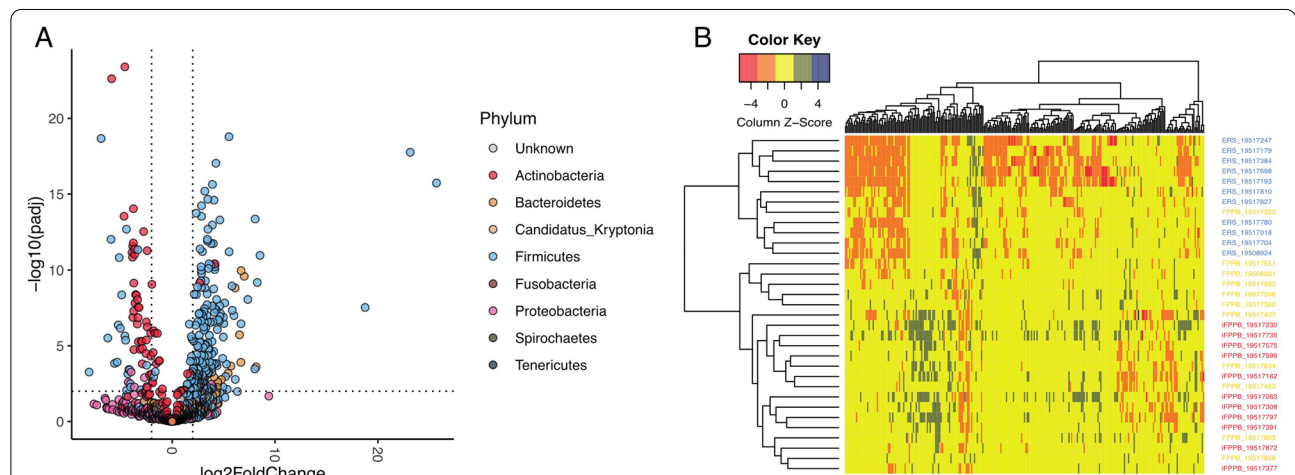 A
−log10(padj)
20
15
10
5
0
0
20
log2FoldChange
Phylum
Unknown
Actinobacteria
Bacteroidetes
Candidatus_Kryptonia
Firmicutes
Fusobacteria
Proteobacteria
Spirochaetes
Tenericutes
B
Color Key
−4 0 4
Column Z−Score
ERS_19517247
ERS_19517179
ERS_19517384
ERS_19517698
ERS_19517193
ERS_19517810
ERS_19517827
FPPB_19517322
ERS_19517780
ERS_19517018
ERS_19517704
ERS_19508924
FPPB_19517551
FPPB_19508931
FPPB_19517592
FPPB_19517348
FPPB_19517360
FPPB_19517407
iFPPB_19517230
iFPPB_19517735
iFPPB_19517575
iFPPB_19517599
FPPB_19517834
iFPPB_19517162
FPPB_19517483
iFPPB_19517063
iFPPB_19517308
iFPPB_19517797
iFPPB_19517391
FPPB_19517803
iFPPB_19517872
FPPB_19517858
iFPPB_19517377